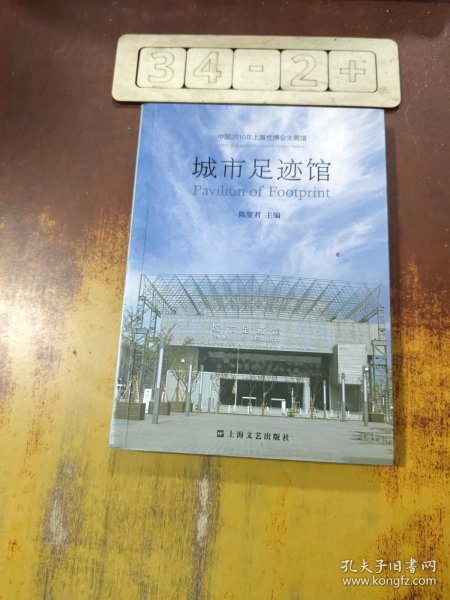 34-2+
中国2010年上海世博会主题馆
城市足迹馆
Pavilion of Footprint
陈燮君 主编
城市足迹馆
上海文艺出版社
孔夫子旧书网
www.kongfz.com